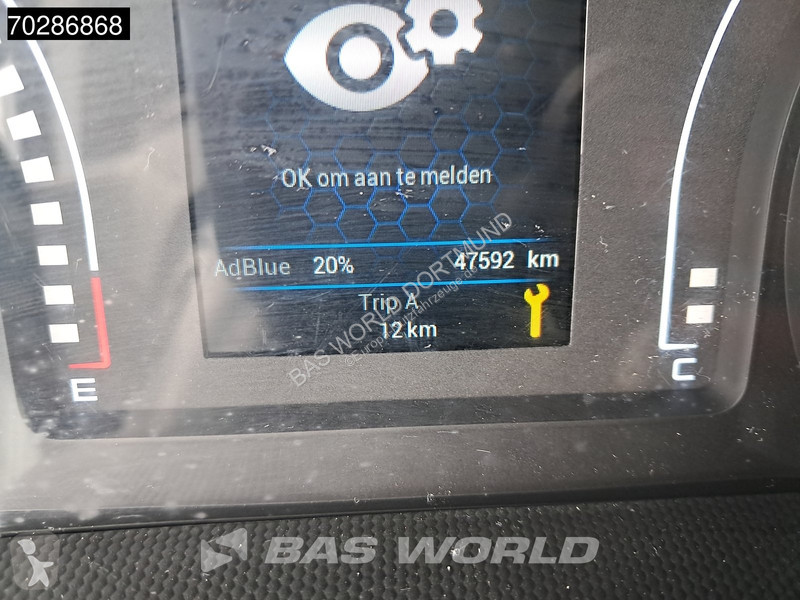 70286868
OK om aan te melden
AdBlue 20% 47592 km
Trip A
12 km
E
C
BAS WORLD DORTMUND
BAS WORLD